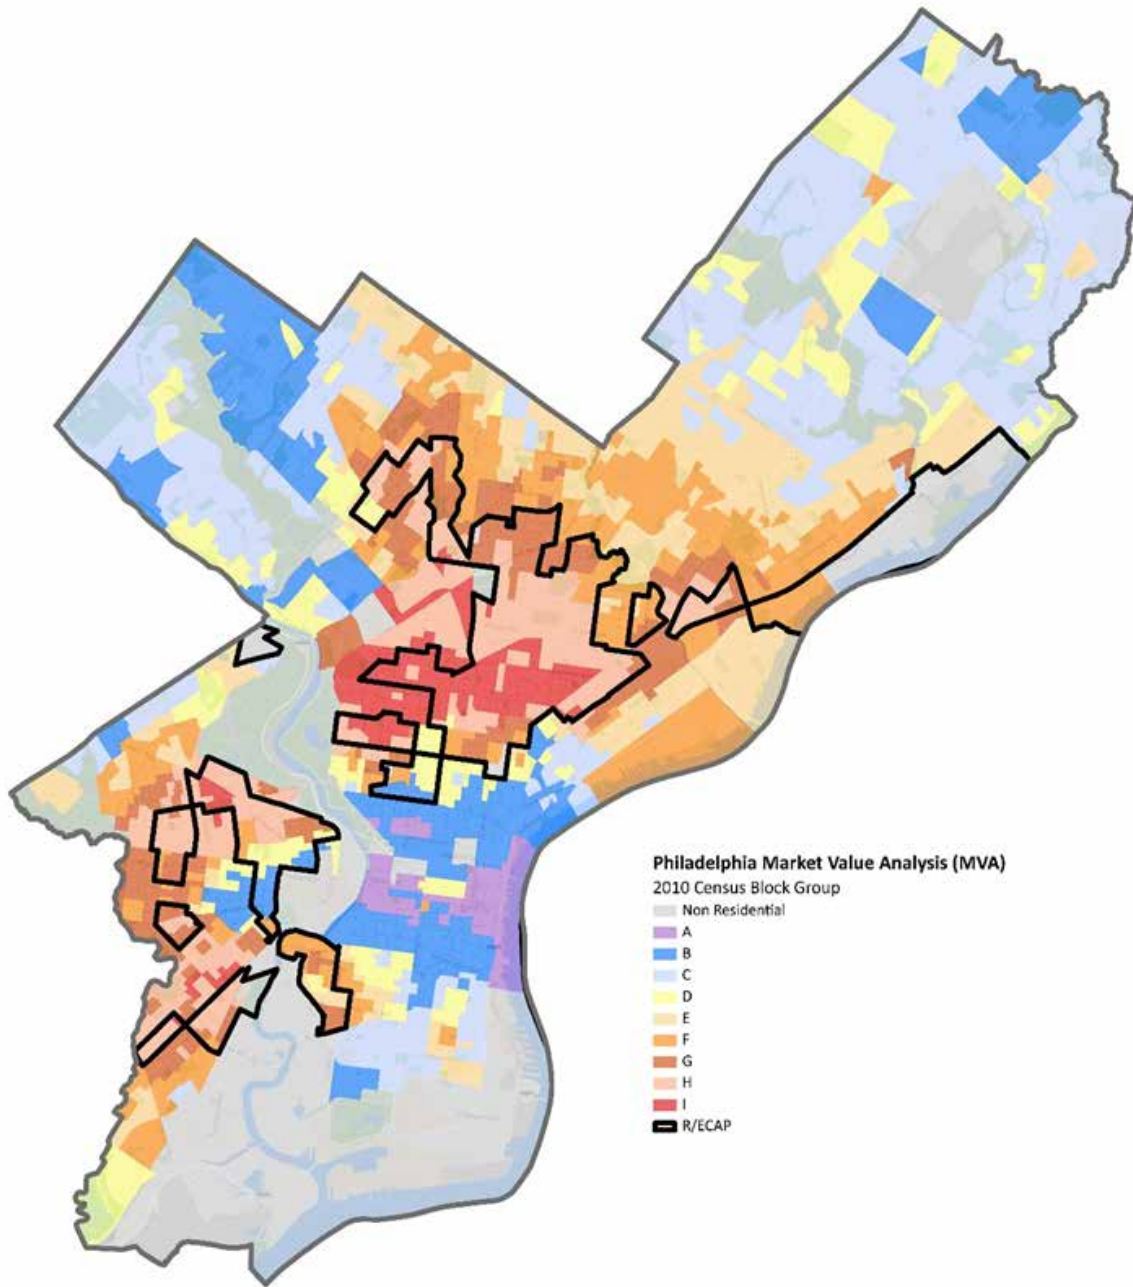 Philadelphia Market Value Analysis (MVA)
2010 Census Block Group
Non Residential
A
B
C
D
E
F
G
H
I
R/ECAP